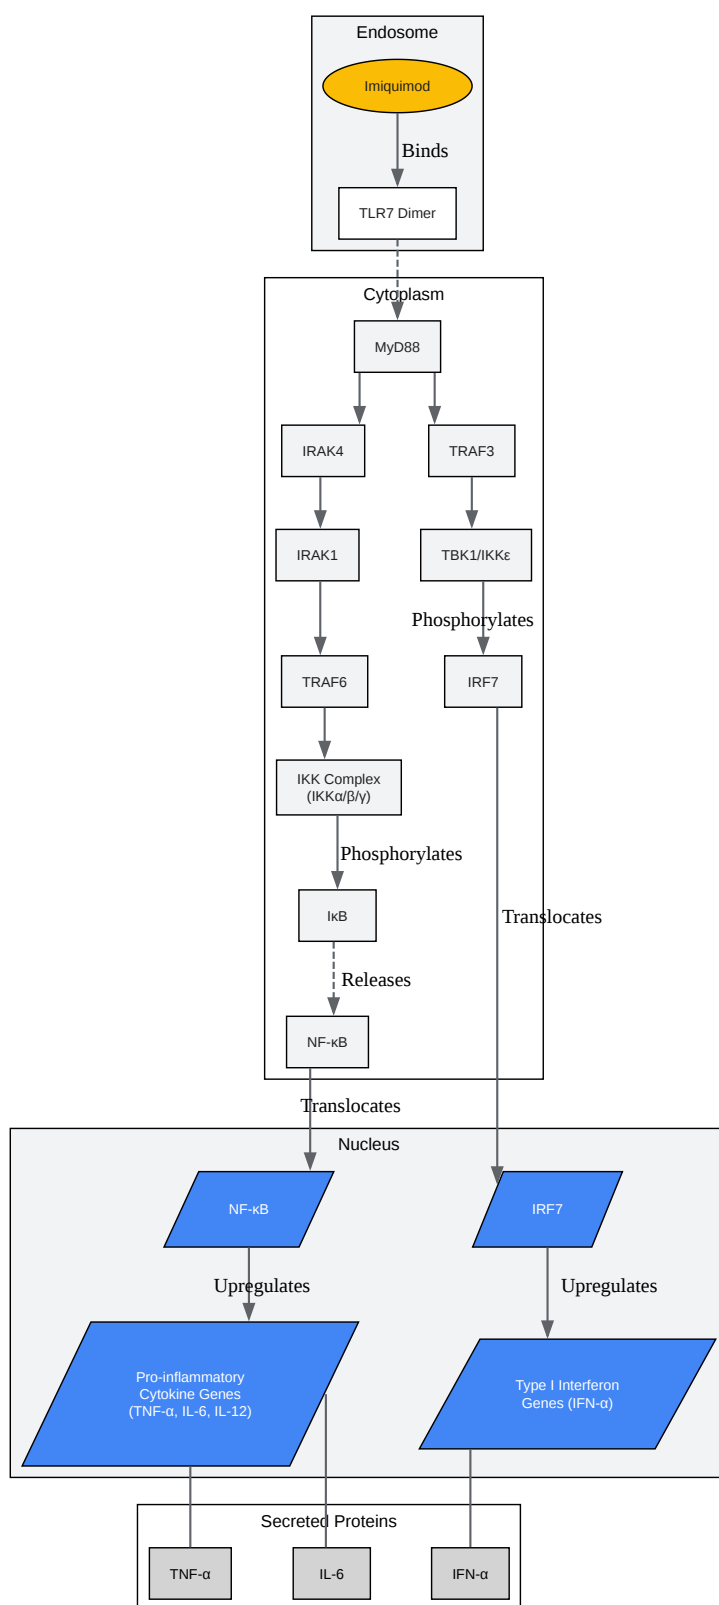 Endosome
Imiquimod
Binds
TLR7 Dimer
Cytoplasm
MyD88
IRAK4
TRAF3
IRAK1
TBK1/IKKε
Phosphorylates
TRAF6
IRF7
IKK Complex
(IKKα/β/γ)
Phosphorylates
IκB
Translocates
Releases
NF-κB
Translocates
Nucleus
NF-κB
IRF7
Upregulates
Upregulates
Pro-inflammatory
Cytokine Genes
(TNF-α, IL-6, IL-12)
Type I Interferon
Genes (IFN-α)
Secreted Proteins
TNF-α
IL-6
IFN-α